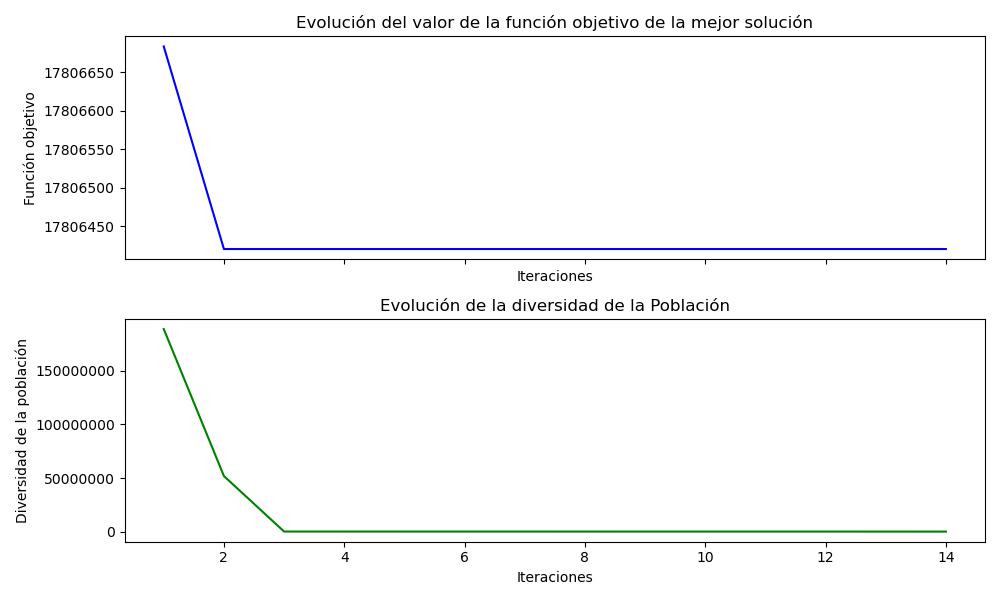 Evolución del valor de la función objetivo de la mejor solución
Función objetivo
17806650
17806600
17806550
17806500
17806450
Iteraciones
Evolución de la diversidad de la Población
Diversidad de la población
150000000
100000000
50000000
0
2 4 6 8 10 12 14
Iteraciones